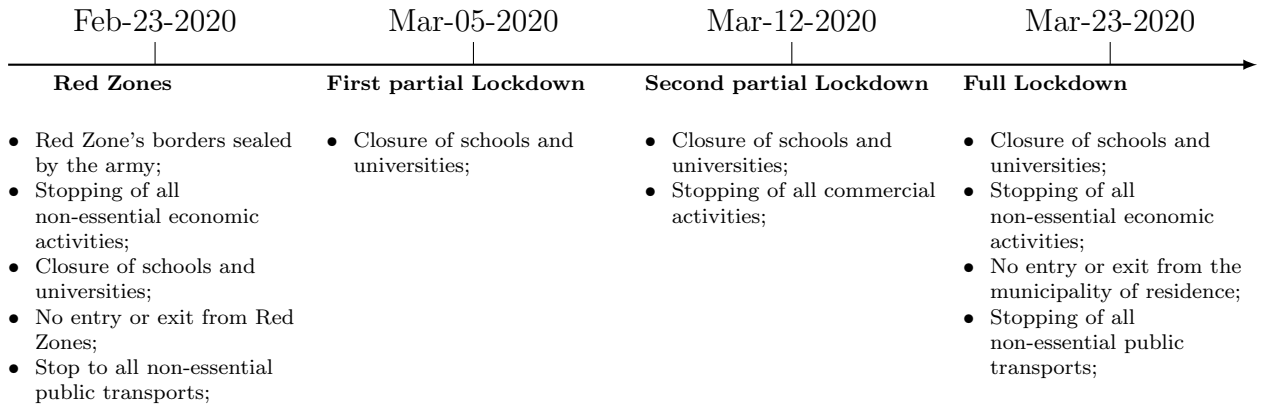 Feb-23-2020
Mar-05-2020
Mar-12-2020
Mar-23-2020
Red Zones
• Red Zone's borders sealed
by the army;
• Stopping of all
non-essential economic
activities;
• Closure of schools and
universities;
• No entry or exit from Red
Zones;
• Stop to all non-essential
public transports;
First partial Lockdown
• Closure of schools and
universities;
Second partial Lockdown
• Closure of schools and
universities;
• Stopping of all commercial
activities;
Full Lockdown
• Closure of schools and
universities;
• Stopping of all
non-essential economic
activities;
• No entry or exit from the
municipality of residence;
• Stopping of all
non-essential public
transports;